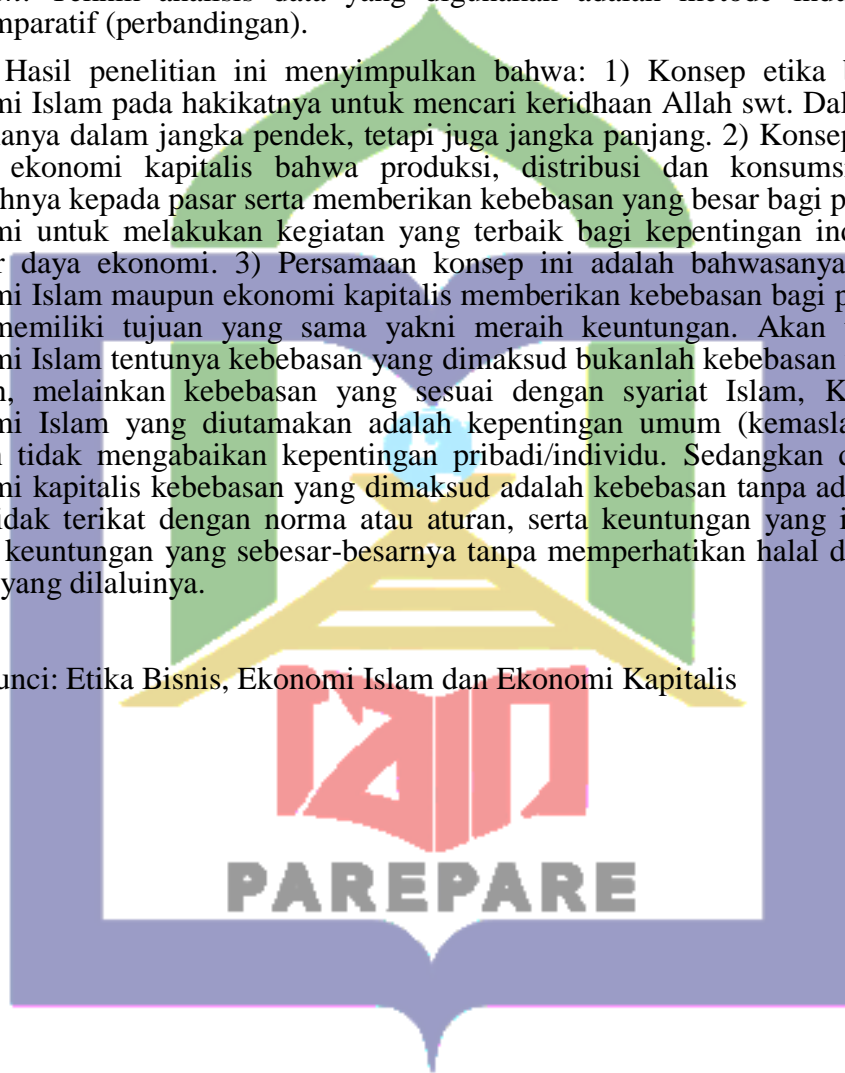 Teknik analisis data yang digunakan adalah metode
mparatif (perbandingan).
Hasil penelitian ini menyimpulkan bahwa: 1) Konsep etika b
mi Islam pada hakikatnya untuk mencari keridhaan Allah swt. Dal
anya dalam jangka pendek, tetapi juga jangka panjang. 2) Konsep
ekonomi kapitalis bahwa produksi, distribusi dan konsums
hnya kepada pasar serta memberikan kebebasan yang besar bagi p
mi untuk melakukan kegiatan yang terbaik bagi kepentingan ind
r daya ekonomi. 3) Persamaan konsep ini adalah bahwasanya
mi Islam maupun ekonomi kapitalis memberikan kebebasan bagi p
memiliki tujuan yang sama yakni meraih keuntungan. Akan
mi Islam tentunya kebebasan yang dimaksud bukanlah kebebasan
n, melainkan kebebasan yang sesuai dengan syariat Islam, K
mi Islam yang diutamakan adalah kepentingan umum (kemasla
n tidak mengabaikan kepentingan pribadi/individu. Sedangkan d
mi kapitalis kebebasan yang dimaksud adalah kebebasan tanpa ad
idak terikat dengan norma atau aturan, serta keuntungan yang i
keuntungan yang sebesar-besarnya tanpa memperhatikan halal d
yang dilaluinya.
unci: Etika Bisnis, Ekonomi Islam dan Ekonomi Kapitalis
iain
PAREPARE